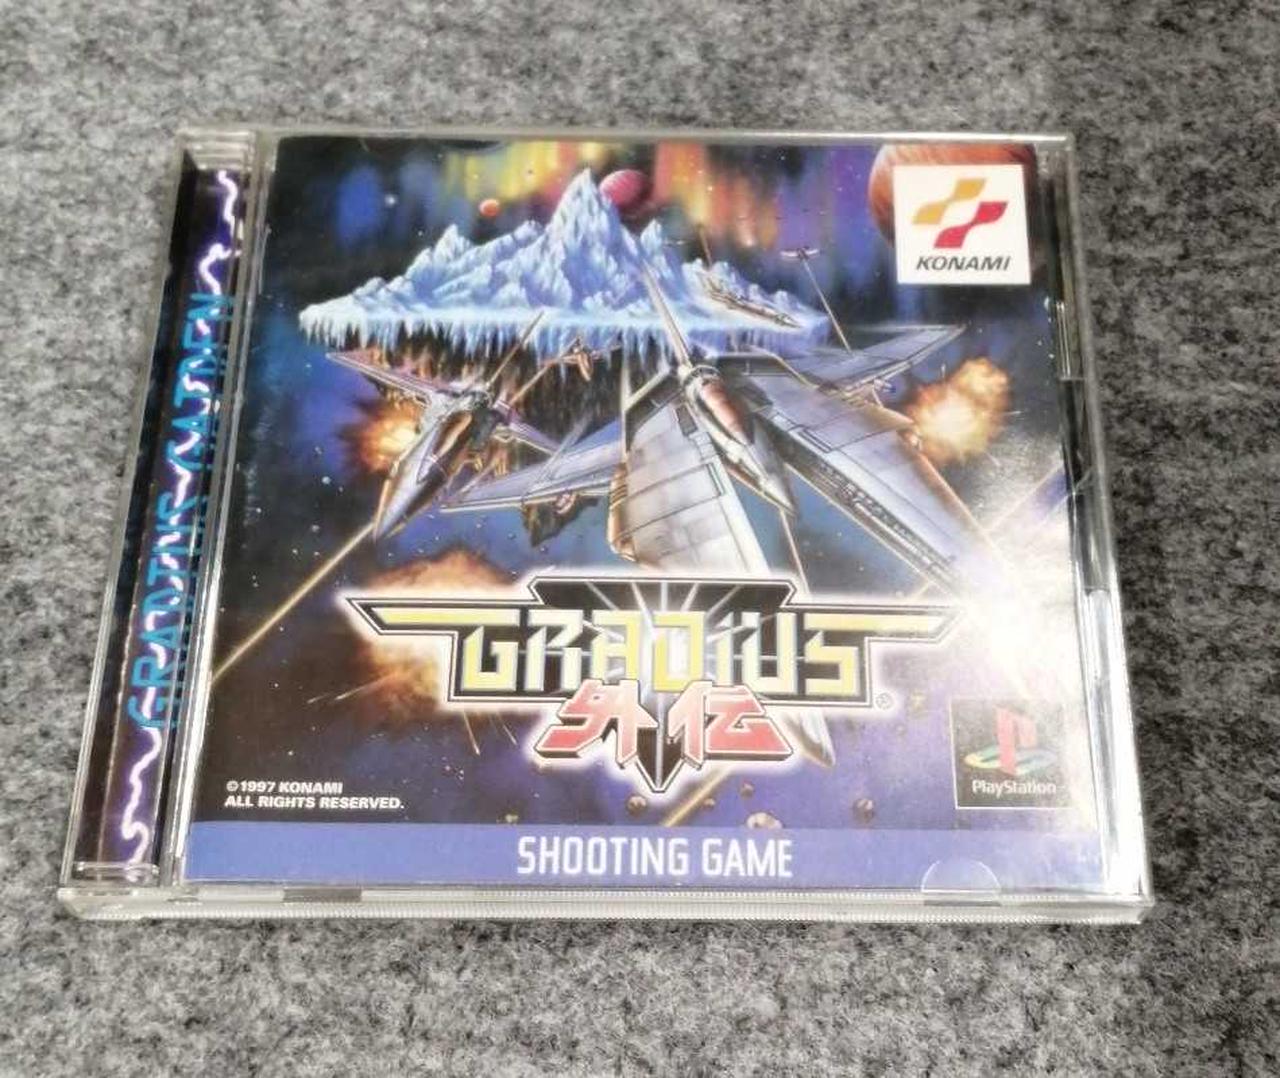 KONAMI
GRADIUS GAIDEN
GRADIUS
®
外伝
PlayStation
©1997 KONAMI
ALL RIGHTS RESERVED.
SHOOTING GAME